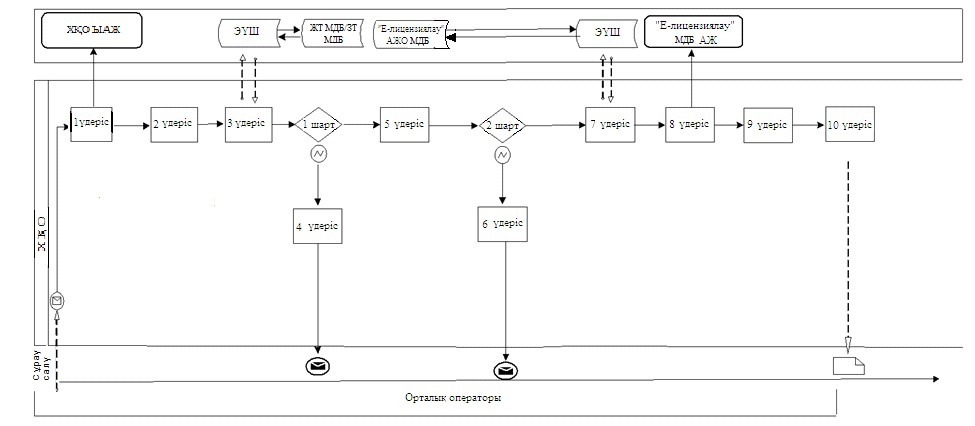 ХҚО ЫАЖ
ЭҮШ
ЖТ МДБ/ЗТ
МДБ
"Е-лицензиялау"
АЖО МДБ
ЭҮШ
"Е-лицензиялау"
МДБ АЖ
1үдеріс
2 үдеріс
3 үдеріс
1 шарт
5 үдеріс
2 шарт
7 үдеріс
8 үдеріс
9 үдеріс
10 үдеріс
4 үдеріс
6 үдеріс
ХҚО
Сұрау
салу
Орталық операторы